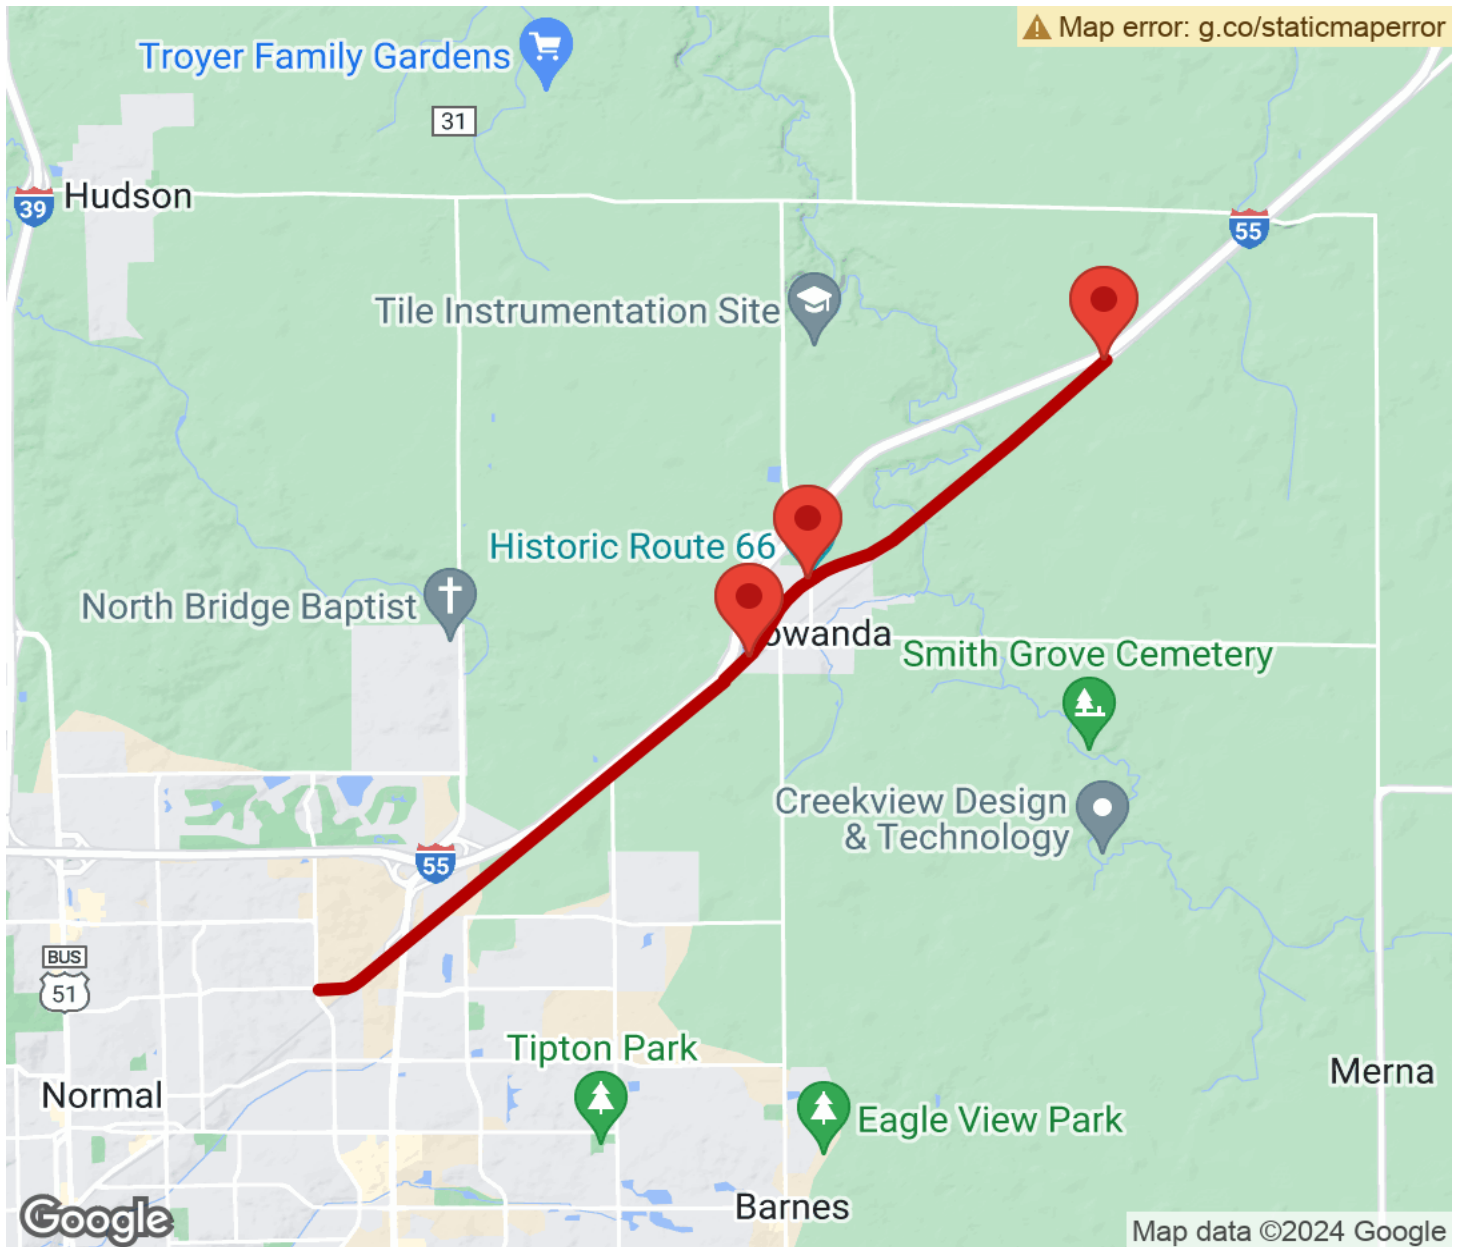 Map error: g.co/staticmaperror
Troyer Family Gardens
31
Hudson
39
55
Tile Instrumentation Site
Historic Route 66
North Bridge Baptist
owanda
Smith Grove Cemetery
Creekview Design
& Technology
55
BUS
51
Tipton Park
Normal
Merna
Eagle View Park
Barnes
Google
Map data ©2024 Google